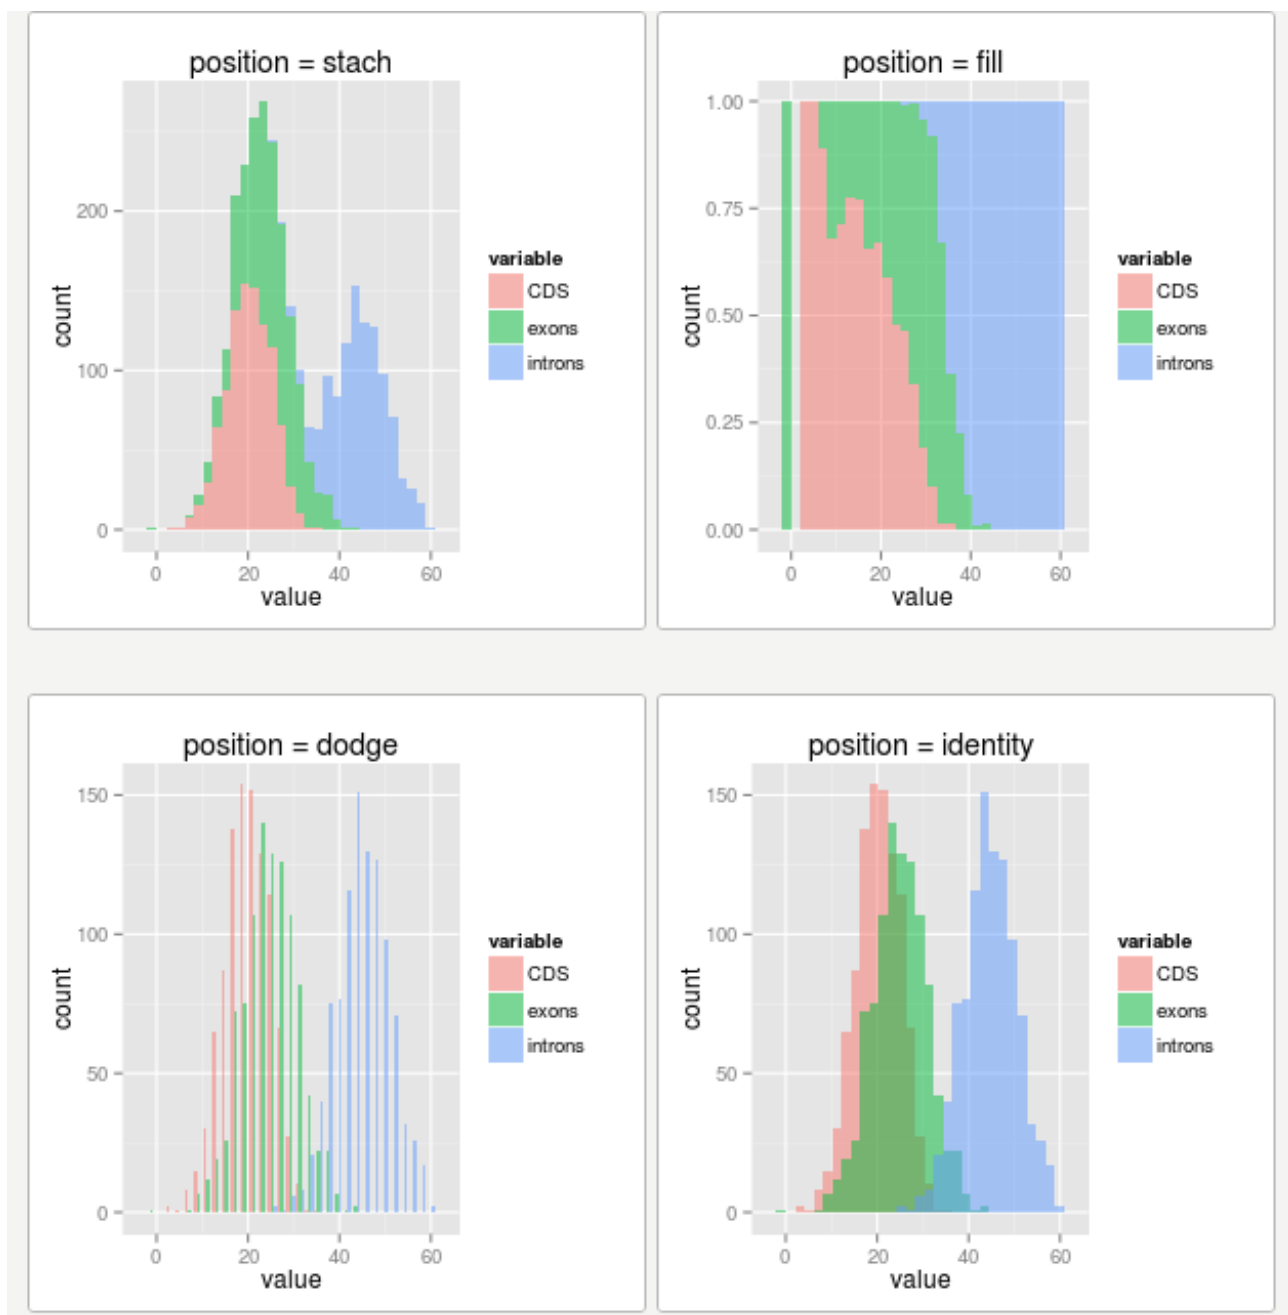 position = stach
200
100
0
count
0 20 40 60
value
variable
CDS
exons
introns
position = fill
1.00
0.75
0.50
0.25
0.00
count
0 20 40 60
value
variable
CDS
exons
introns
position = dodge
150
100
50
0
count
0 20 40 60
value
variable
CDS
exons
introns
position = identity
150
100
50
0
count
0 20 40 60
value
variable
CDS
exons
introns